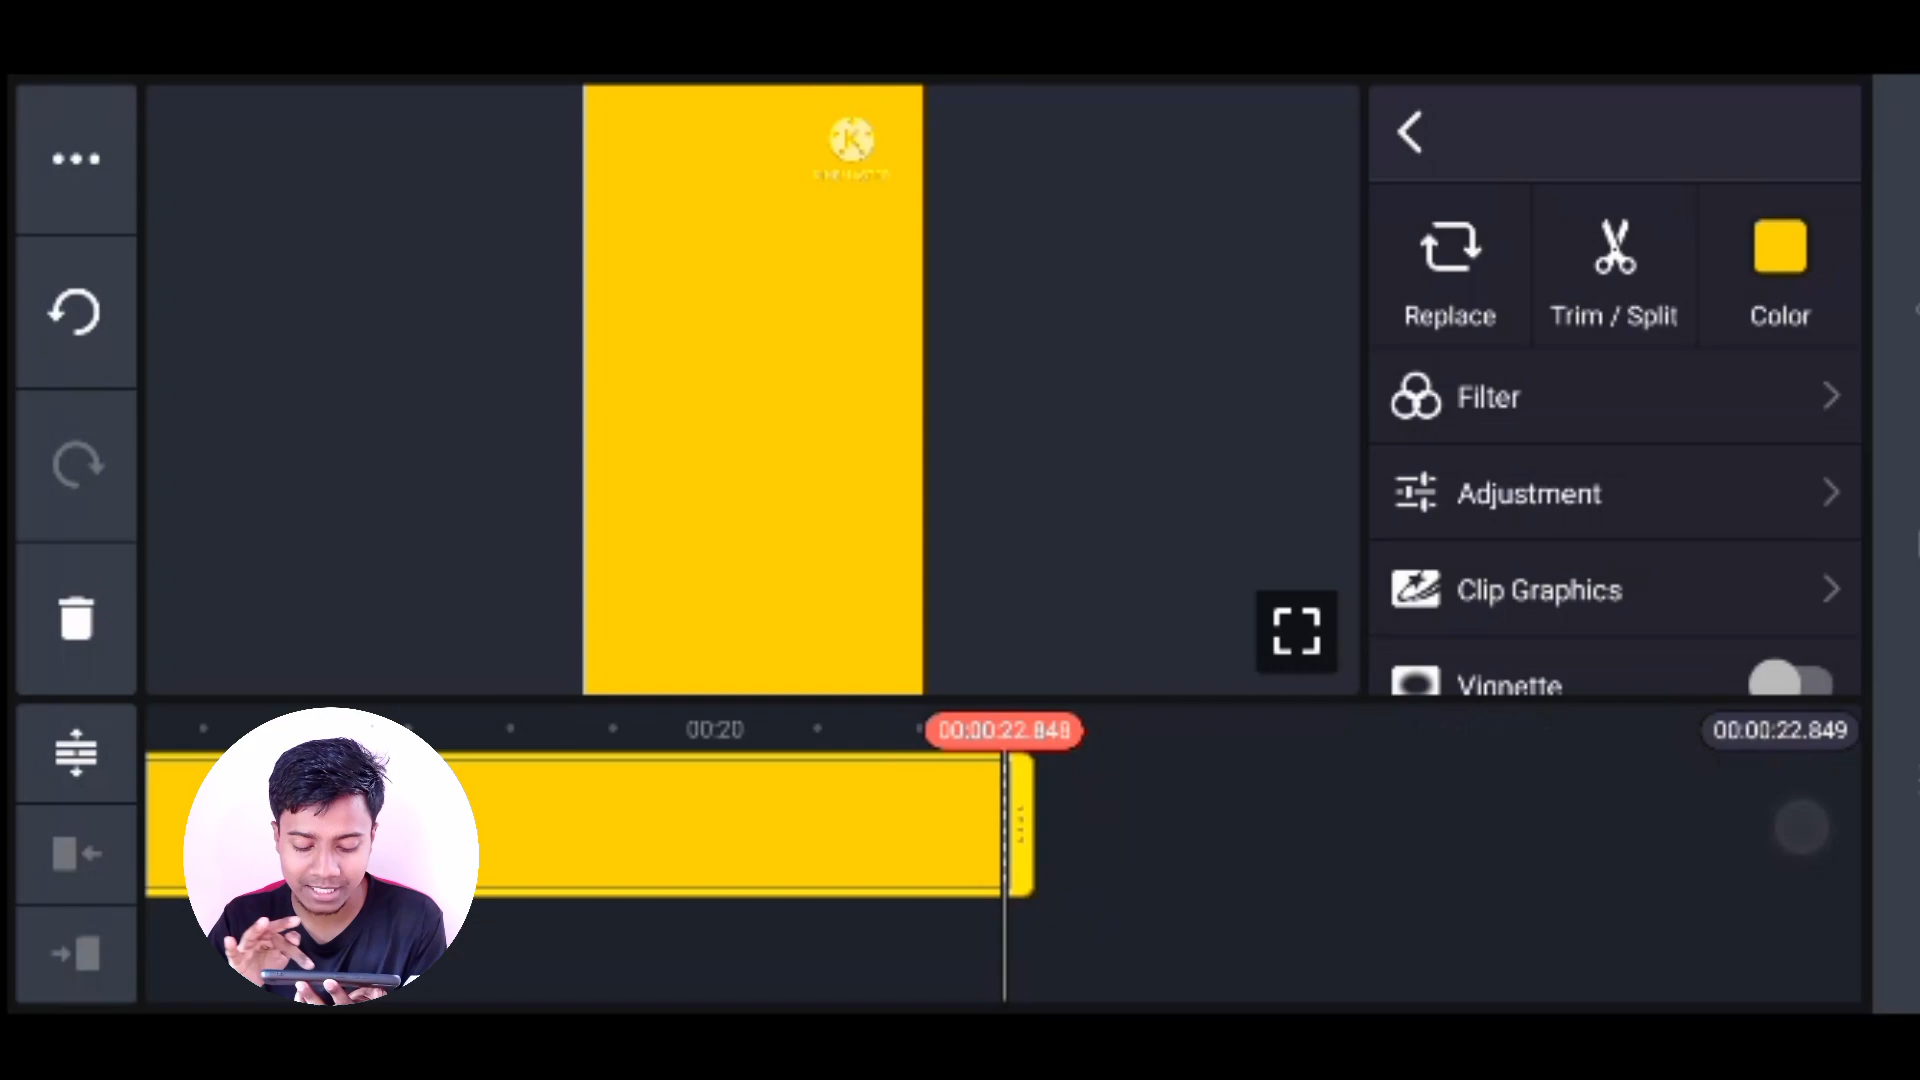 K
KINEMASTER
Replace
Trim / Split
Color
Filter
Adjustment
Clip Graphics
Vignette
00:20
00:00:22.848
00:00:22.849